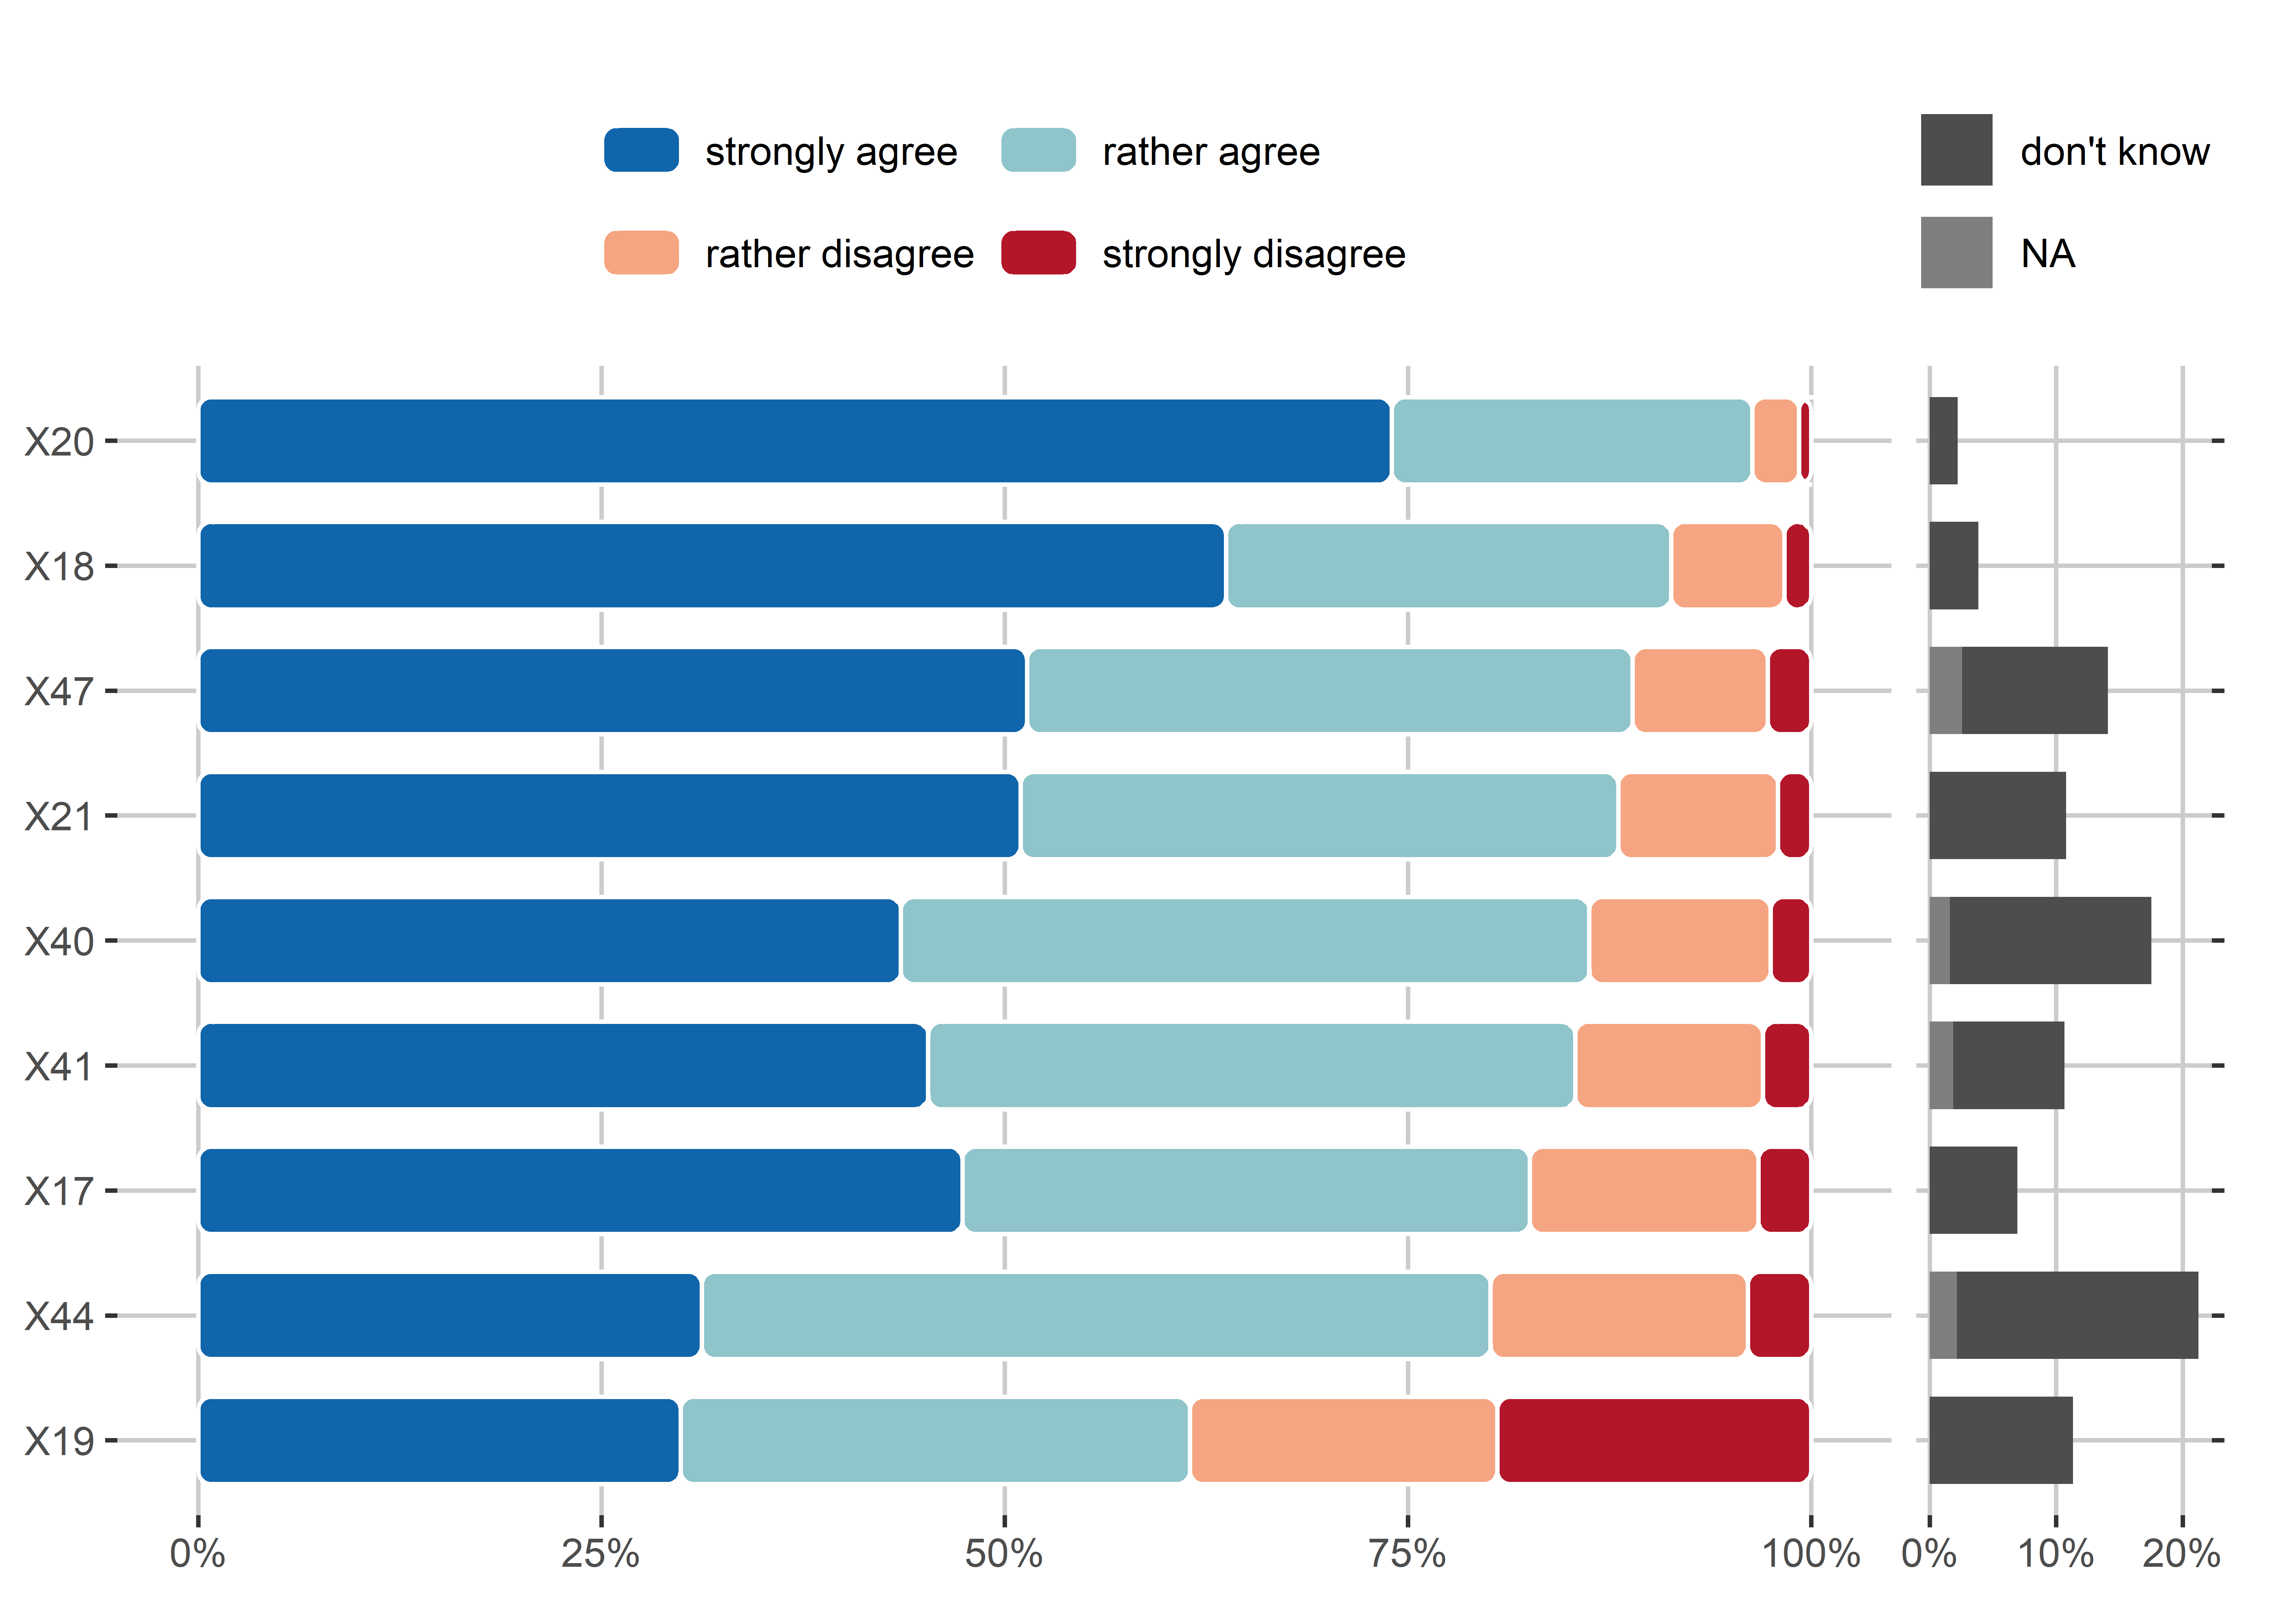 strongly agree rather agree don't know
rather disagree strongly disagree NA
X20
X18
X47
X21
X40
X41
X17
X44
X19
0% 25% 50% 75% 100% 0% 10% 20%